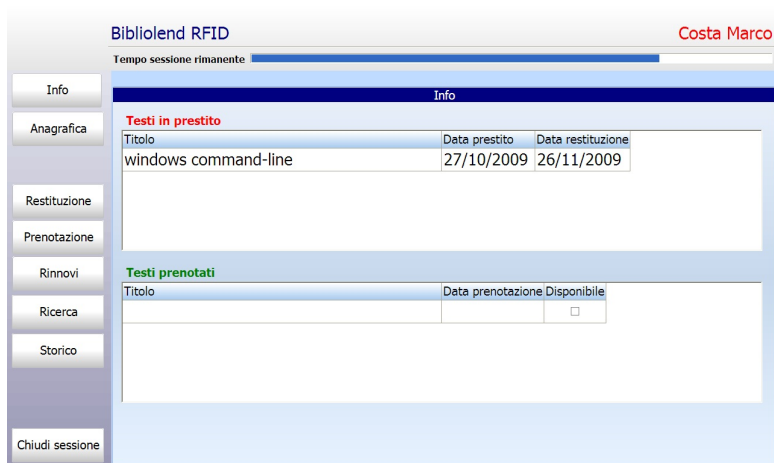 Bibliolend RFID Costa Marco
Tempo sessione rimanente
Info
Anagrafica
Restituzione
Prenotazione
Rinnovi
Ricerca
Storico
Chiudi sessione
Info
Testi in prestito
Titolo Data prestito Data restituzione
windows command-line 27/10/2009 26/11/2009
Testi prenotati
Titolo Data prenotazione Disponibile